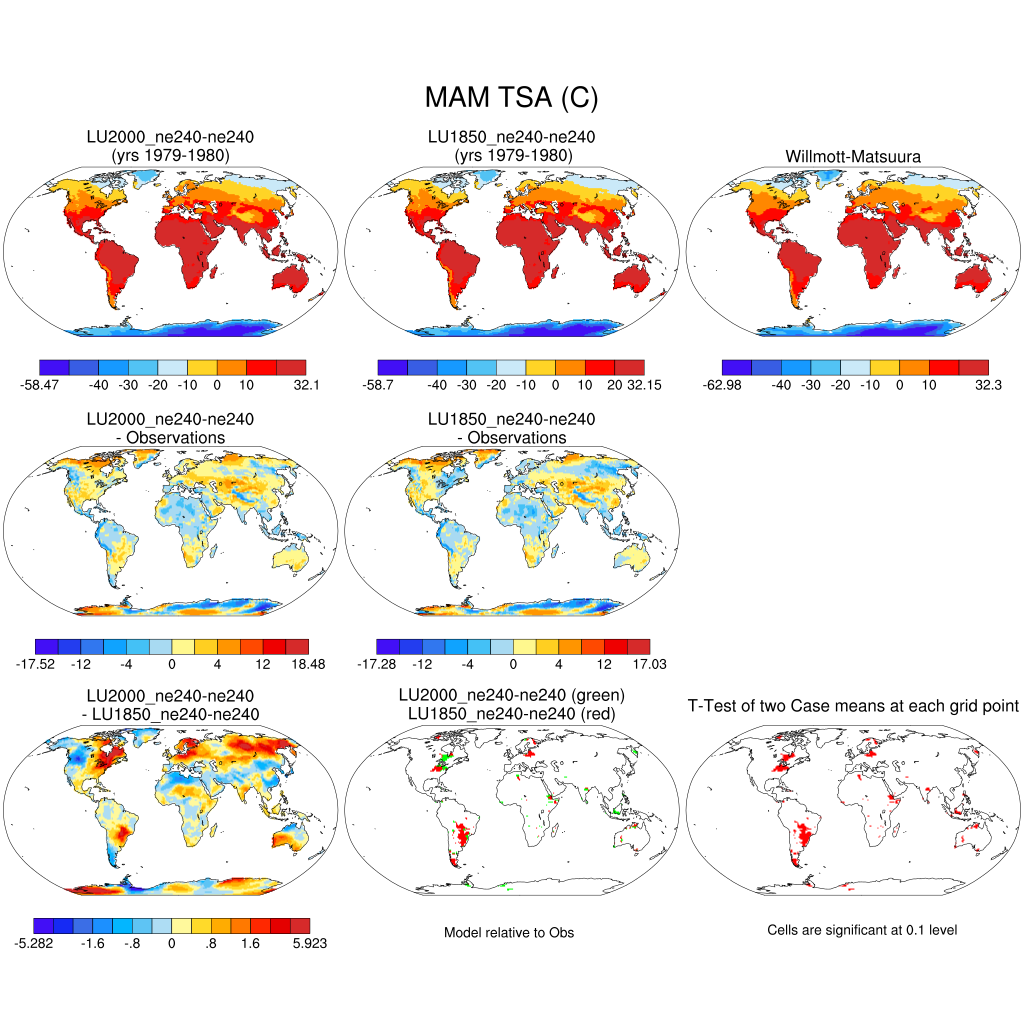 MAM TSA (C)
LU2000_ne240-ne240
(yrs 1979-1980)
LU1850_ne240-ne240
(yrs 1979-1980)
Willmott-Matsuura
-58.47 -40 -30 -20 -10 0 10 32.1
-58.7 -40 -30 -20 -10 0 10 20 32.15
-62.98 -40 -30 -20 -10 0 10 32.3
LU2000_ne240-ne240
- Observations
LU1850_ne240-ne240
- Observations
-17.52 -12 -4 0 4 12 18.48
-17.28 -12 -4 0 4 12 17.03
LU2000_ne240-ne240
- LU1850_ne240-ne240
LU2000_ne240-ne240 (green)
LU1850_ne240-ne240 (red)
T-Test of two Case means at each grid point
-5.282 -1.6 -.8 0 .8 1.6 5.923
Model relative to Obs
Cells are significant at 0.1 level